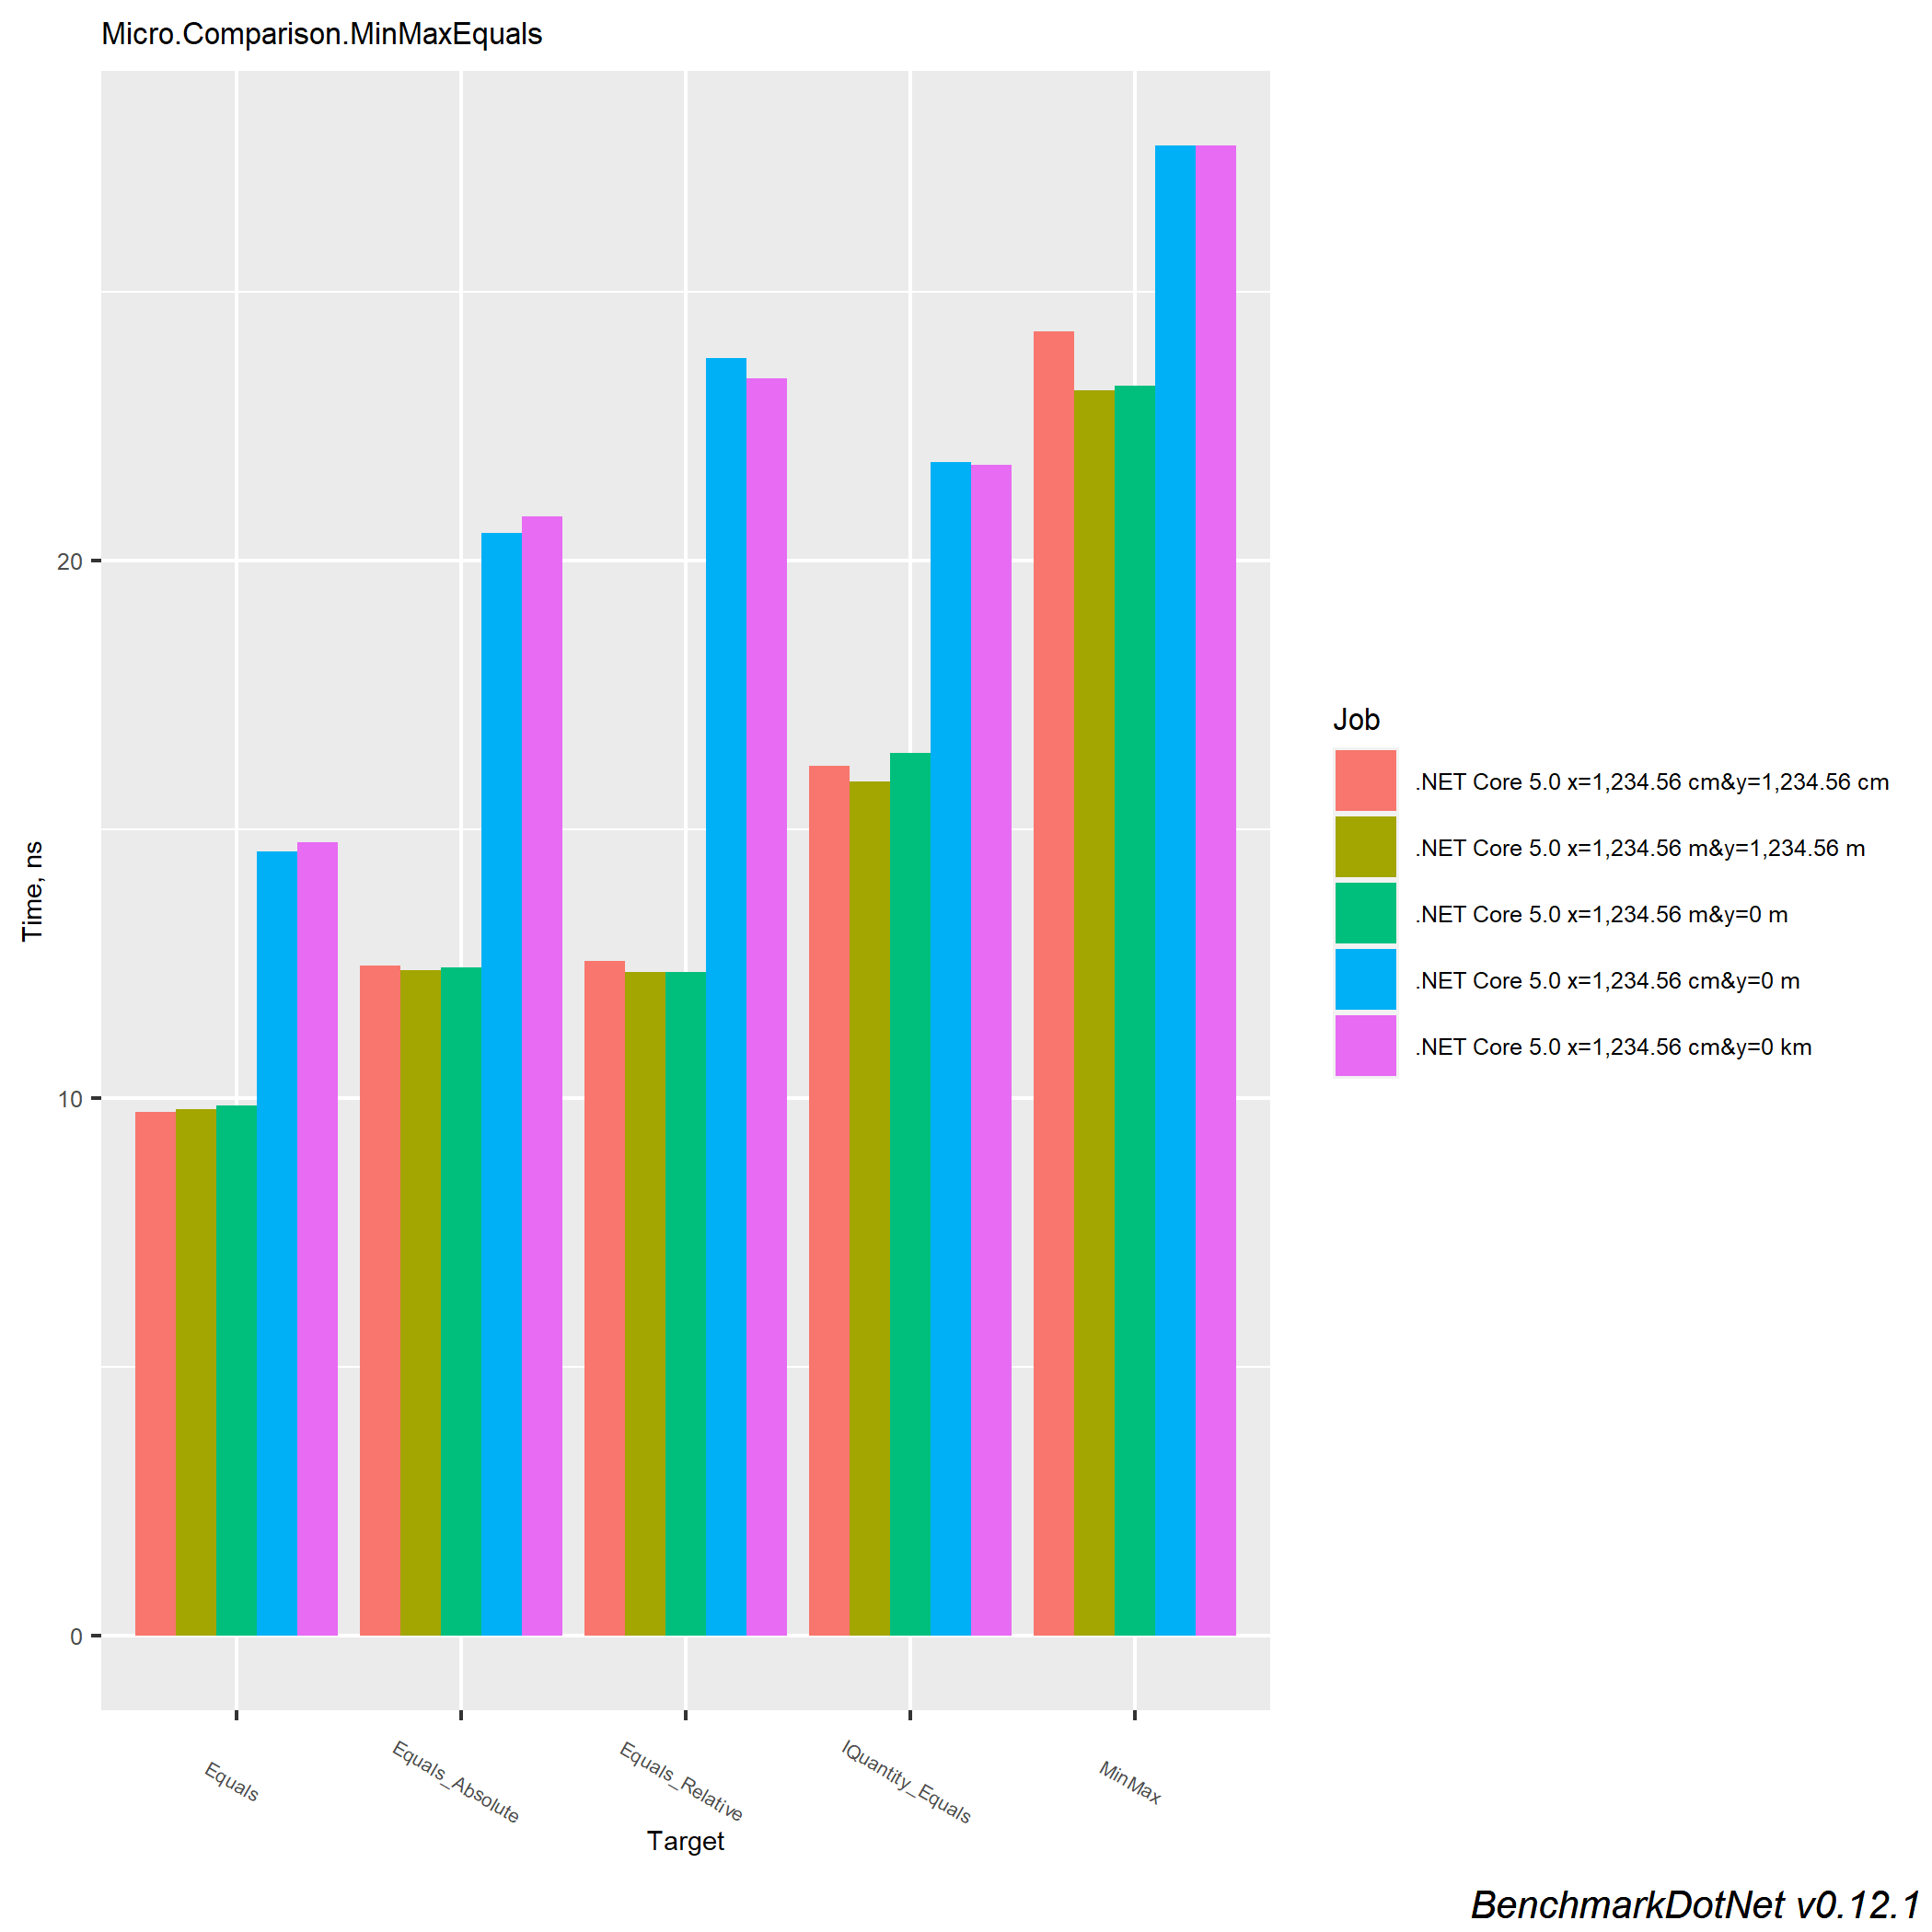 Micro.Comparison.MinMaxEquals
Time, ns
20
10
0
Equals
Equals_Absolute
Equals_Relative
IQuantity_Equals
MinMax
Target
Job
.NET Core 5.0 x=1,234.56 cm&y=1,234.56 cm
.NET Core 5.0 x=1,234.56 m&y=1,234.56 m
.NET Core 5.0 x=1,234.56 m&y=0 m
.NET Core 5.0 x=1,234.56 cm&y=0 m
.NET Core 5.0 x=1,234.56 cm&y=0 km
BenchmarkDotNet v0.12.1